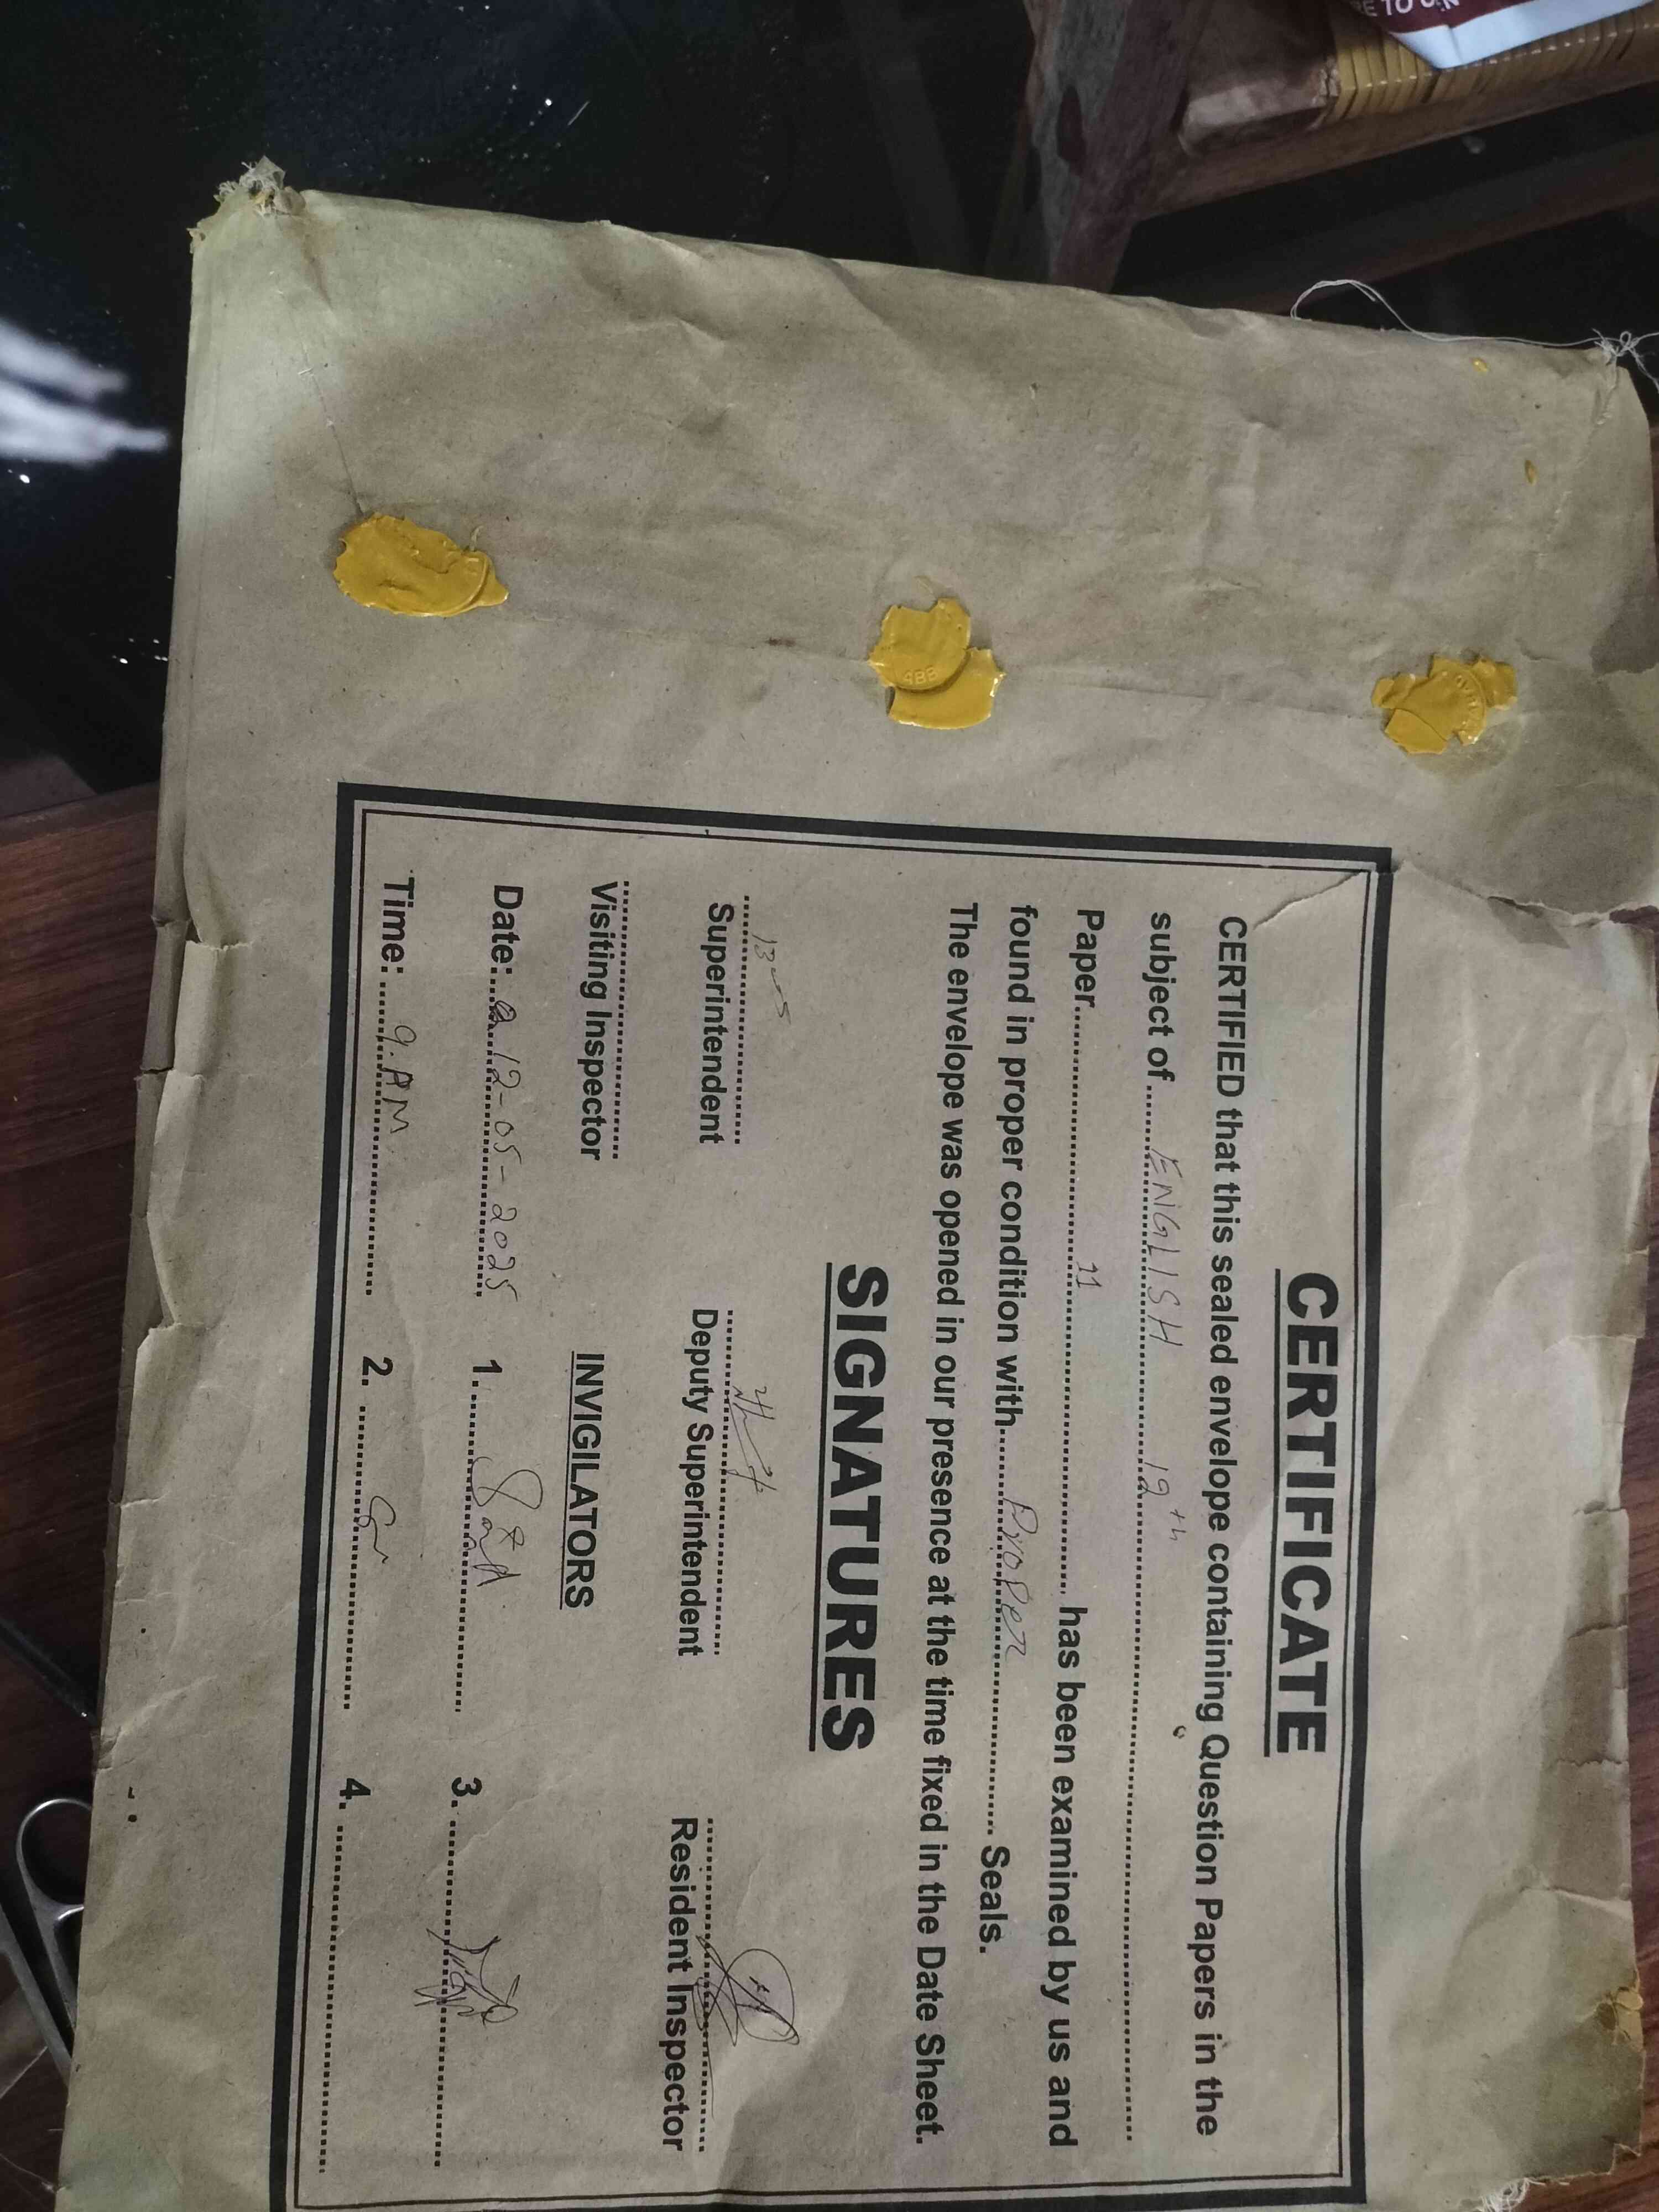 CERTIFICATE
CERTIFIED that this sealed envelope containing Question Papers in the
subject of ENGLISH 12th
Paper 11 has been examined by us and
found in proper condition with Proper Seals.
The envelope was opened in our presence at the time fixed in the Date Sheet.
SIGNATURES
Superintendent Deputy Superintendent Resident Inspector
Visiting Inspector INVIGILATORS
Date: 12-05-2025 1. 3.
Time: 9.AM 2. 4.